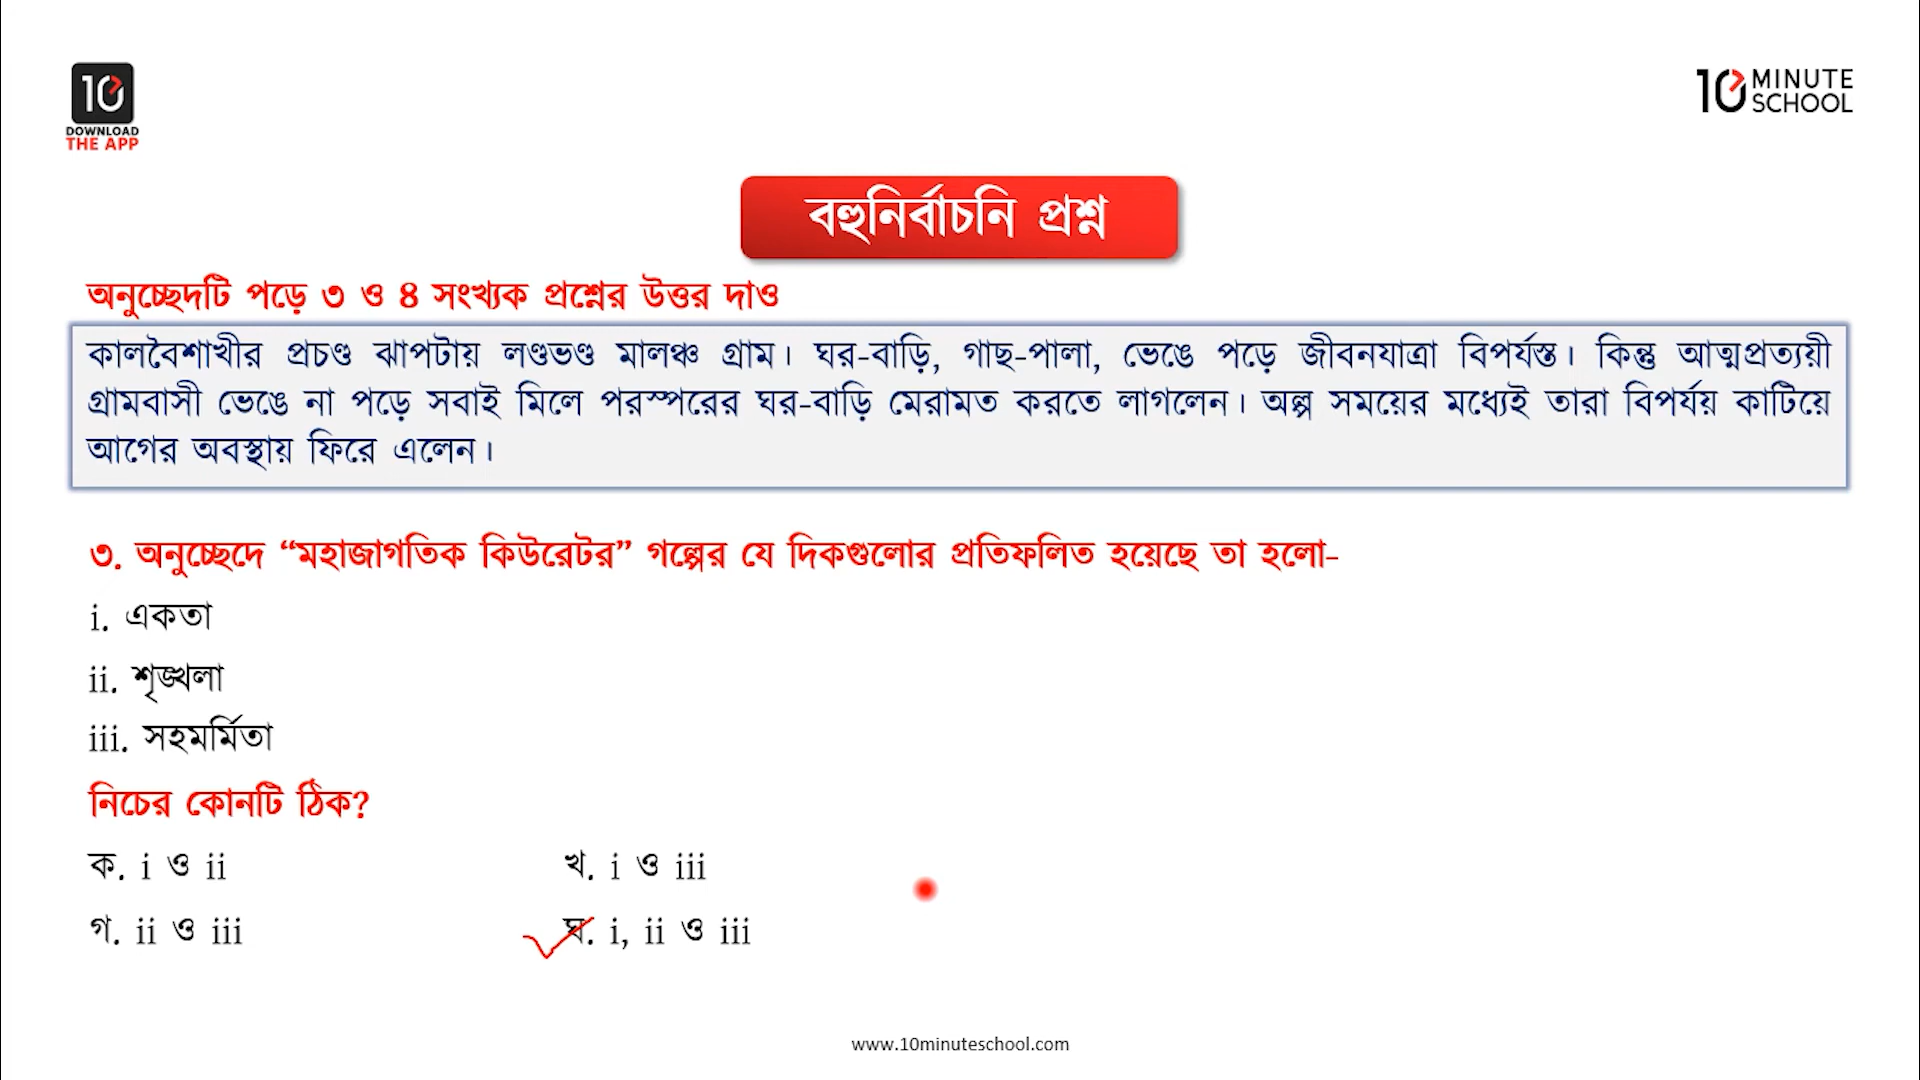 10
DOWNLOAD
THE APP
10 MINUTE
SCHOOL
বহুনির্বাচনি প্রশ্ন
অনুচ্ছেদটি পড়ে ৩ ও ৪ সংখ্যক প্রশ্নের উত্তর দাও
কালবৈশাখীর প্রচণ্ড ঝাপটায় লণ্ডভণ্ড মালঞ্চ গ্রাম। ঘর-বাড়ি, গাছ-পালা, ভেঙে পড়ে জীবনযাত্রা বিপর্যস্ত। কিন্তু আত্মপ্রত্যয়ী
গ্রামবাসী ভেঙে না পড়ে সবাই মিলে পরস্পরের ঘর-বাড়ি মেরামত করতে লাগলেন। অল্প সময়ের মধ্যেই তারা বিপর্যয় কাটিয়ে
আগের অবস্থায় ফিরে এলেন।
৩. অনুচ্ছেদে “মহাজাগতিক কিউরেটর” গল্পের যে দিকগুলোর প্রতিফলিত হয়েছে তা হলো-
i. একতা
ii. শৃঙ্খলা
iii. সহমর্মিতা
নিচের কোনটি ঠিক?
ক. i ও ii
খ. i ও iii
গ. ii ও iii
ঘ. i, ii ও iii
www.10minuteschool.com